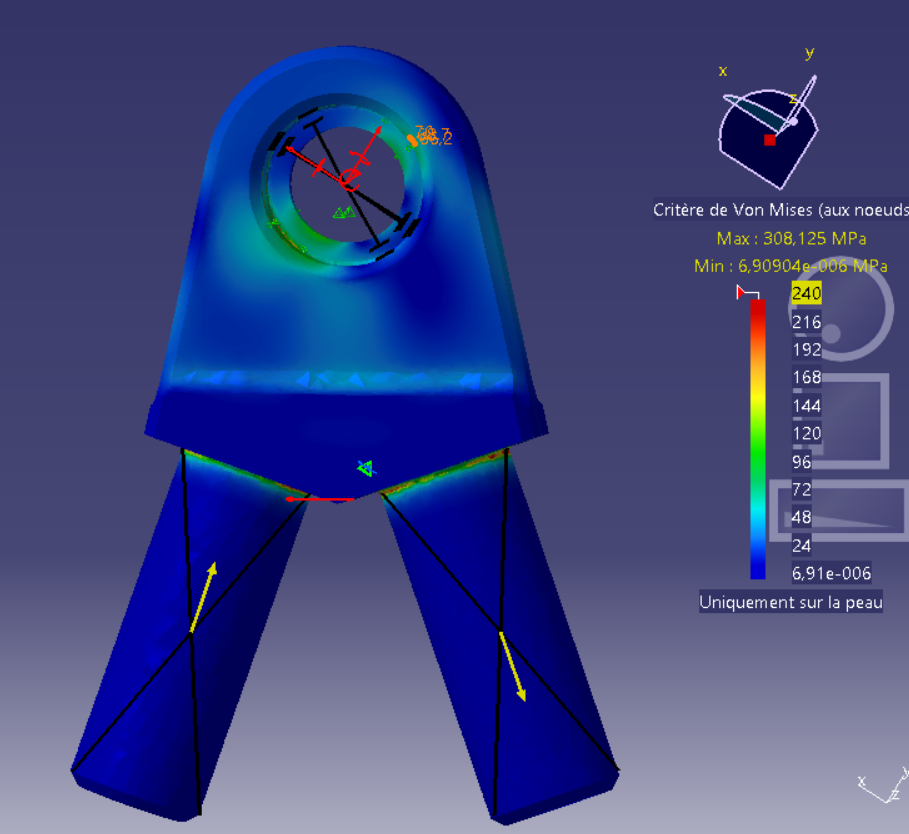 y
x
z
Critère de Von Mises (aux noeuds
Max : 308,125 MPa
Min : 6,90904e-006 MPa
240
216
192
168
144
120
96
72
48
24
6,91e-006
Uniquement sur la peau
x
y
z